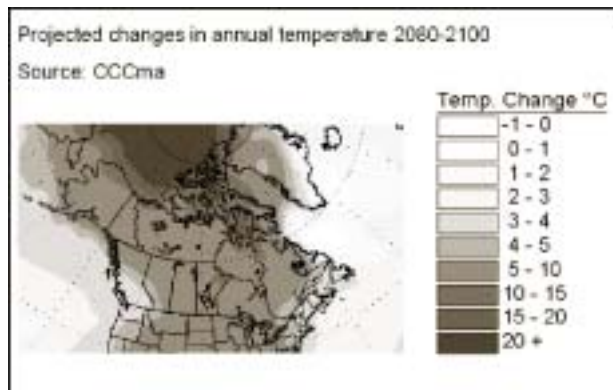 Projected changes in annual temperature 2080-2100
Source: CCCma
Temp. Change °C
-1 - 0
0 - 1
1 - 2
2 - 3
3 - 4
4 - 5
5 - 10
10 - 15
15 - 20
20 +